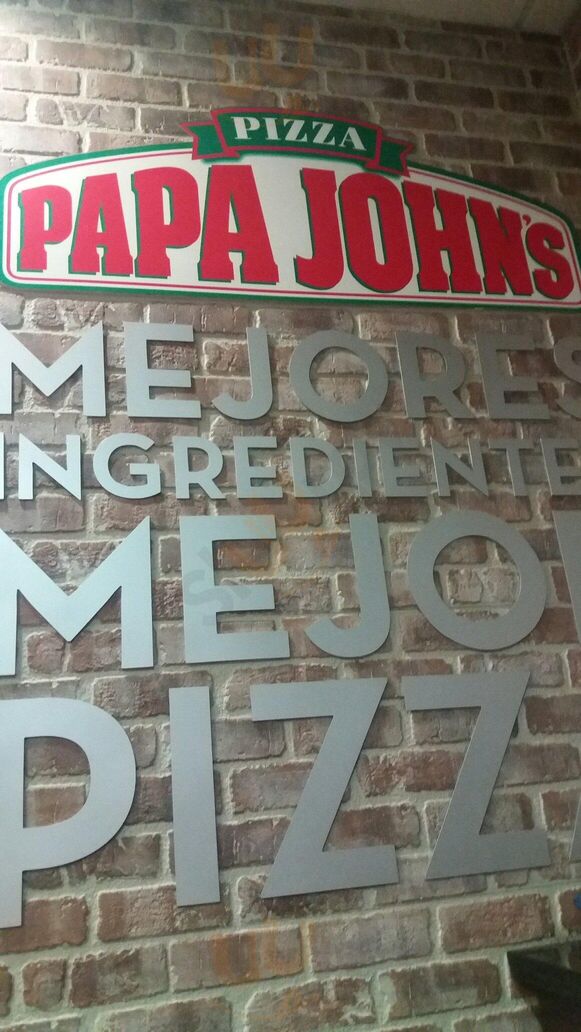 PIZZA
PAPA JOHN'S
MEJORES
INGREDIENTE
MEJO
PIZZ